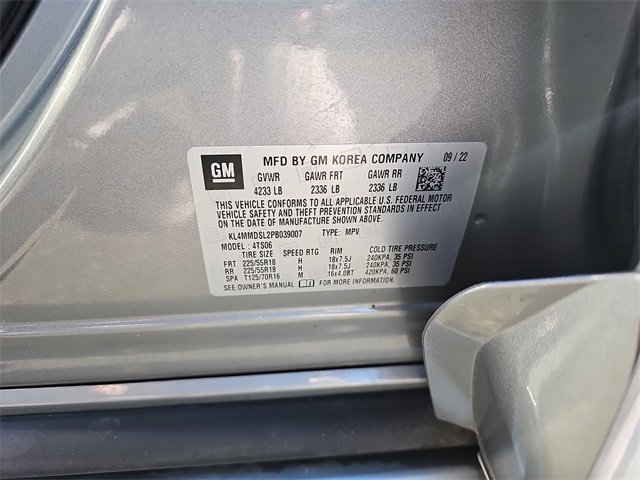 GM MFD BY GM KOREA COMPANY 09 / 22
GVWR GAWR FRT GAWR RR
4233 LB 2336 LB 2336 LB
THIS VEHICLE CONFORMS TO ALL APPLICABLE U.S. FEDERAL MOTOR
VEHICLE SAFETY AND THEFT PREVENTION STANDARDS IN EFFECT ON
THE DATE OF MANUFACTURE SHOWN ABOVE.
KL4MMDSL2PB039007 TYPE: MPV
MODEL: 4TS06
TIRE SIZE SPEED RTG RIM COLD TIRE PRESSURE
FRT 225/55R18 H 18x7.5J 240KPA, 35 PSI
RR 225/55R18 H 18x7.5J 240KPA, 35 PSI
SPA T125/70R16 M 16x4.0BT 420KPA, 60 PSI
SEE OWNER'S MANUAL FOR MORE INFORMATION.